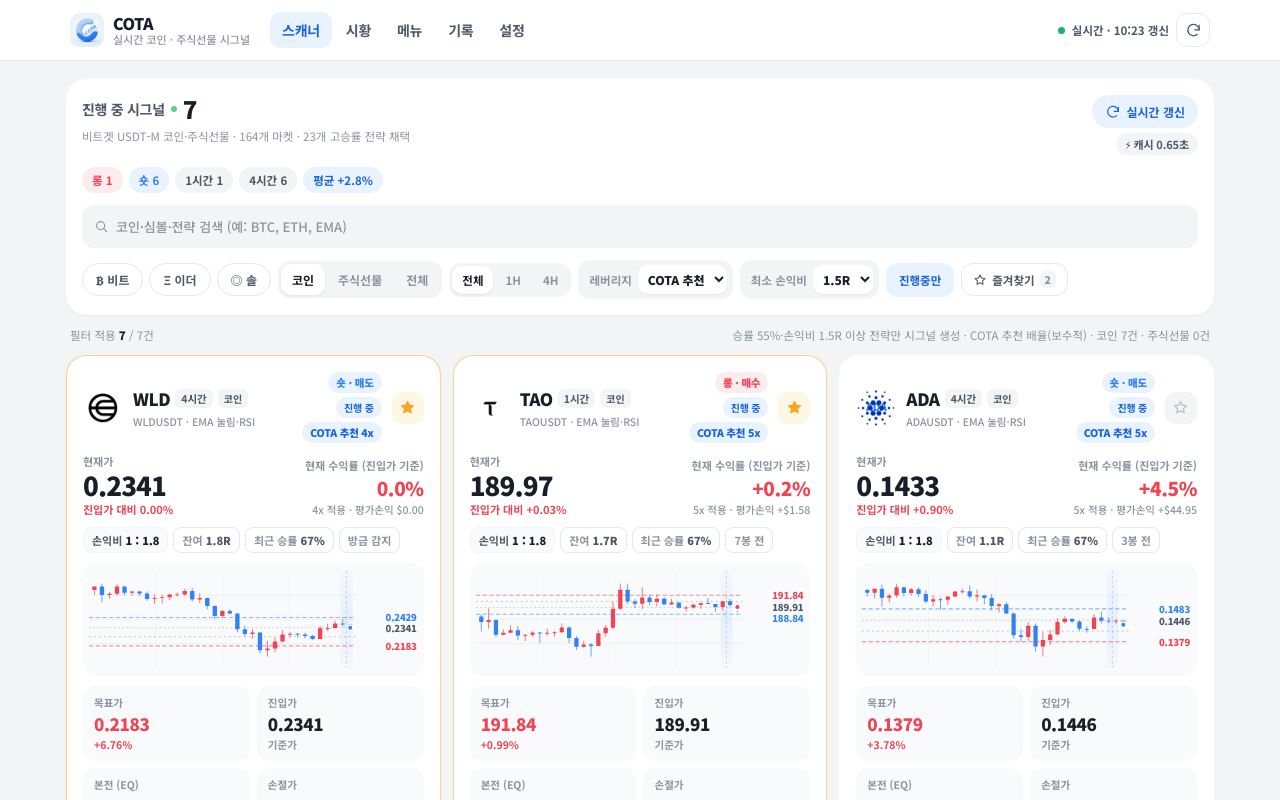 COTA
실시간 코인 · 주식선물 시그널
스캐너 시황 메뉴 기록 설정
실시간 · 10:23 갱신
진행 중 시그널 7
비트겟 USDT-M 코인·주식선물 · 164개 마켓 · 23개 고승률 전략 채택
실시간 갱신
⚡캐시 0.65초
롱 1 숏 6 1시간 1 4시간 6 평균 +2.8%
코인·심볼·전략 검색 (예: BTC, ETH, EMA)
₿ 비트 Ξ 이더 ◎ 솔 코인 주식선물 전체 전체 1H 4H 레버리지 COTA 추천 최소 손익비 1.5R 진행중만 즐겨찾기 2
필터 적용 7 / 7건
승률 55%·손익비 1.5R 이상 전략만 시그널 생성 · COTA 추천 배율(보수적) · 코인 7건 · 주식선물 0건
WLD 4시간 코인
WLDUSDT · EMA 눌림·RSI
숏 · 매도
진행 중
COTA 추천 4x
현재가
0.2341
진입가 대비 0.00%
현재 수익률 (진입가 기준)
0.0%
4x 적용 · 평가손익 $0.00
손익비 1 : 1.8 잔여 1.8R 최근 승률 67% 방금 감지
0.2429
0.2341
0.2183
목표가
0.2183
+6.76%
진입가
0.2341
기준가
본전 (EQ)
손절가
τ
TAO 1시간 코인
TAOUSDT · EMA 눌림·RSI
롱 · 매수
진행 중
COTA 추천 5x
현재가
189.97
진입가 대비 +0.03%
현재 수익률 (진입가 기준)
+0.2%
5x 적용 · 평가손익 +$1.58
손익비 1 : 1.8 잔여 1.7R 최근 승률 67% 7봉 전
191.84
189.91
188.84
목표가
191.84
+0.99%
진입가
189.91
기준가
본전 (EQ)
손절가
ADA 4시간 코인
ADAUSDT · EMA 눌림·RSI
숏 · 매도
진행 중
COTA 추천 5x
현재가
0.1433
진입가 대비 +0.90%
현재 수익률 (진입가 기준)
+4.5%
5x 적용 · 평가손익 +$44.95
손익비 1 : 1.8 잔여 1.1R 최근 승률 67% 3봉 전
0.1483
0.1446
0.1379
목표가
0.1379
+3.78%
진입가
0.1446
기준가
본전 (EQ)
손절가